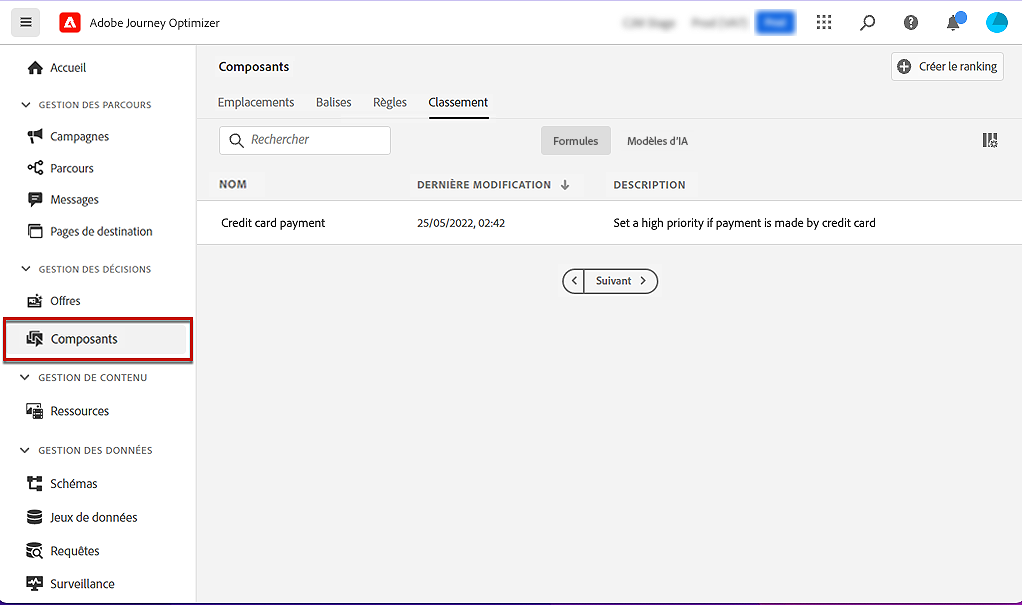 Adobe Journey Optimizer
Accueil
GESTION DES PARCOURS
Campagnes
Parcours
Messages
Pages de destination
GESTION DES DÉCISIONS
Offres
Composants
GESTION DE CONTENU
Ressources
GESTION DES DONNÉES
Schémas
Jeux de données
Requêtes
Surveillance
Composants
Créer le ranking
Emplacements Balises Règles Classement
Rechercher
Formules Modèles d'IA
NOM DERNIÈRE MODIFICATION DESCRIPTION
Credit card payment 25/05/2022, 02:42 Set a high priority if payment is made by credit card
Suivant